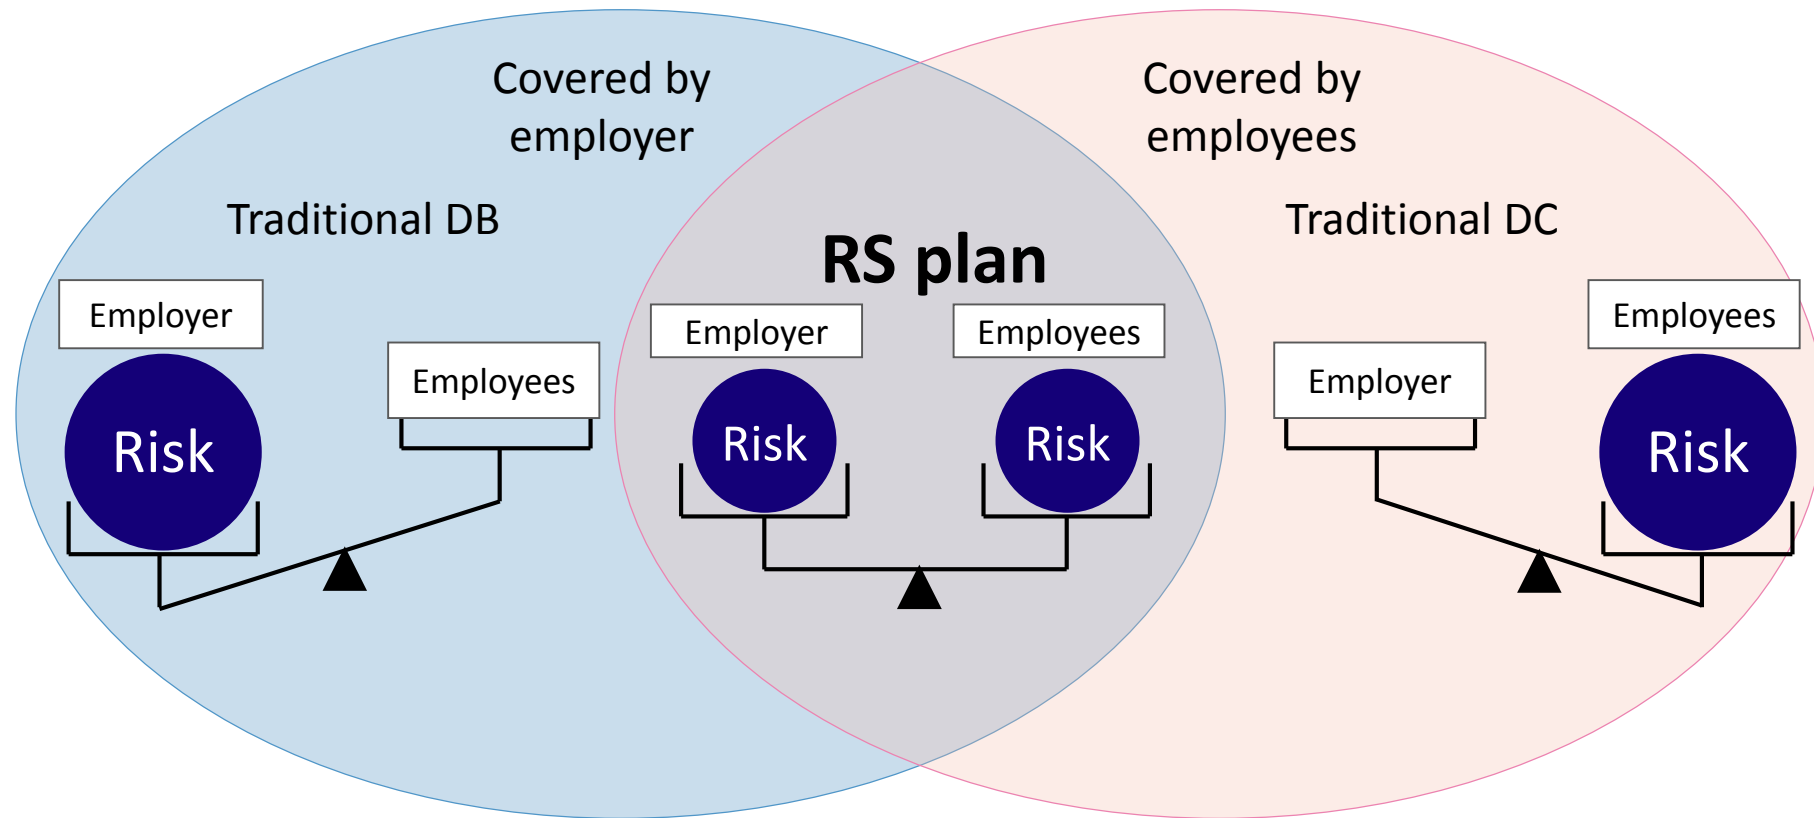 Covered by
employer
Covered by
employees
Traditional DB
RS plan
Traditional DC
Employer
Employees
Risk
Employer
Employees
Risk
Risk
Employer
Employees
Risk